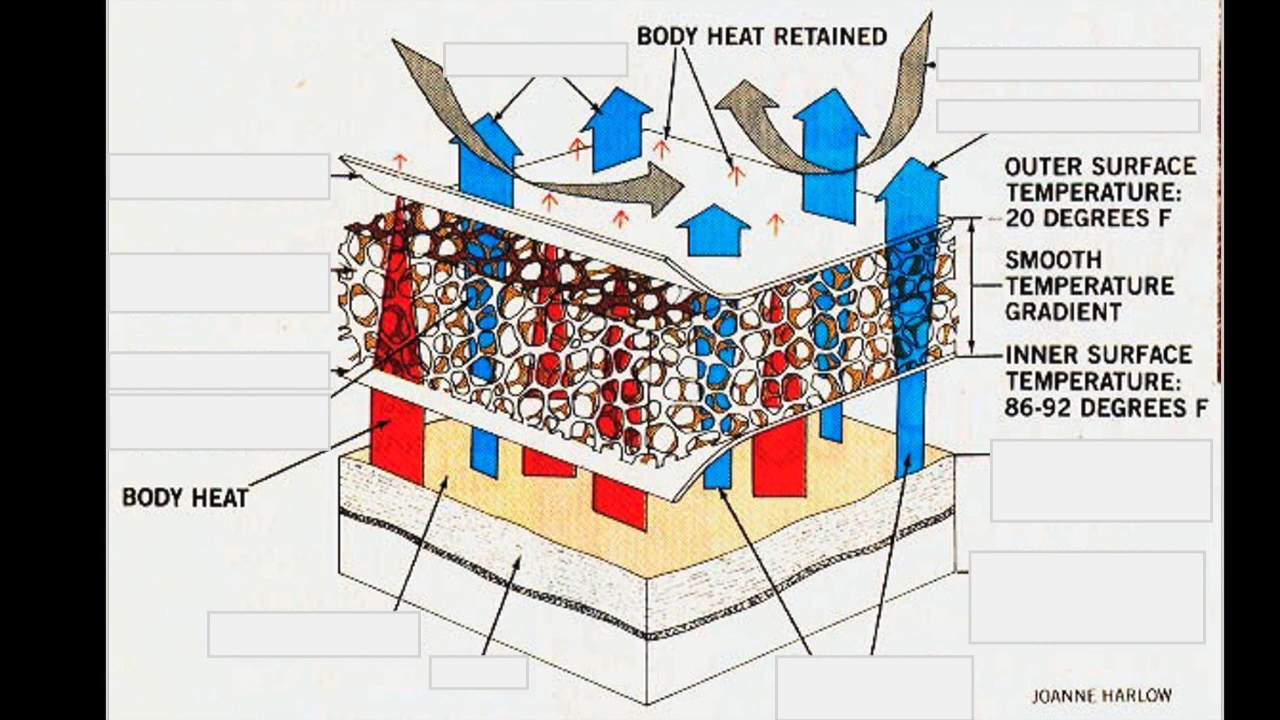 BODY HEAT RETAINED
OUTER SURFACE
TEMPERATURE:
20 DEGREES F
SMOOTH
TEMPERATURE
GRADIENT
INNER SURFACE
TEMPERATURE:
86-92 DEGREES F
BODY HEAT
JOANNE HARLOW